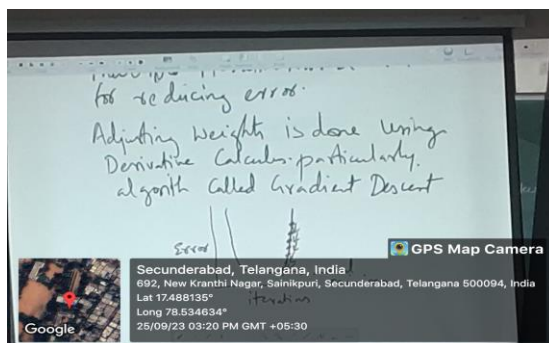 for reducing error.
Adjusting Weights is done using
Derivative Calculus. particularly.
algorith called Gradient Descent
Error
iterations
GPS Map Camera
Secunderabad, Telangana, India
692, New Kranthi Nagar, Sainikpuri, Secunderabad, Telangana 500094, India
Lat 17.488135°
Long 78.534634°
25/09/23 03:20 PM GMT +05:30
Google